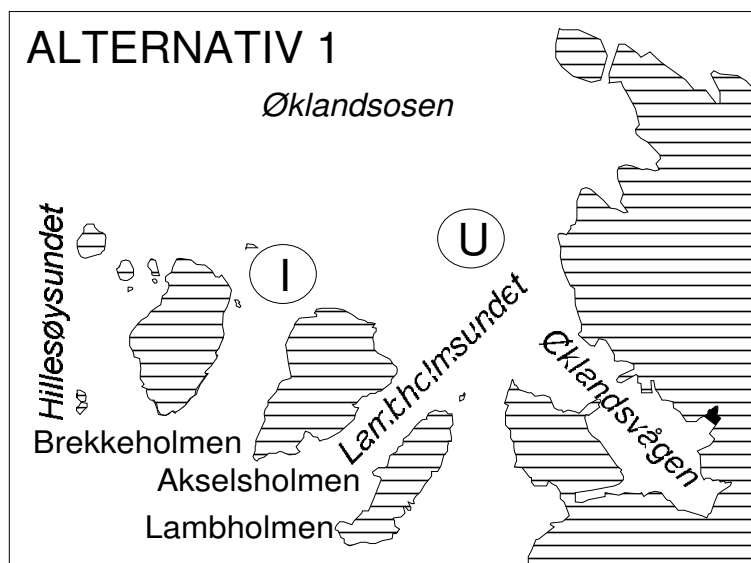 ALTERNATIV 1
Øklandsosen
Hillesøysundet
I
U
Lambholmsundet
Øklandsvågen
Brekkeholmen
Akselsholmen
Lambholmen